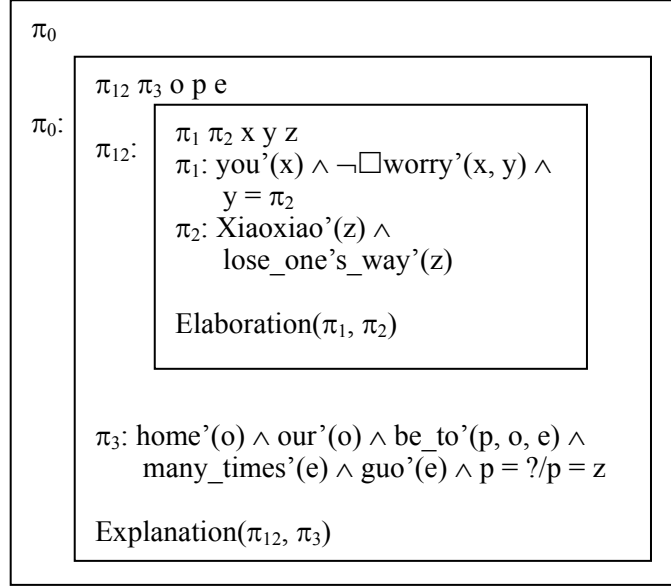 π₀
π₁₂ π₃ o p e
π₀:
π₁₂:
π₁ π₂ x y z
π₁: you’(x) ∧ ¬□worry’(x, y) ∧
y = π₂
π₂: Xiaoxiao’(z) ∧
lose_one’s_way’(z)
Elaboration(π₁, π₂)
π₃: home’(o) ∧ our’(o) ∧ be_to’(p, o, e) ∧
many_times’(e) ∧ guo’(e) ∧ p = ?/p = z
Explanation(π₁₂, π₃)